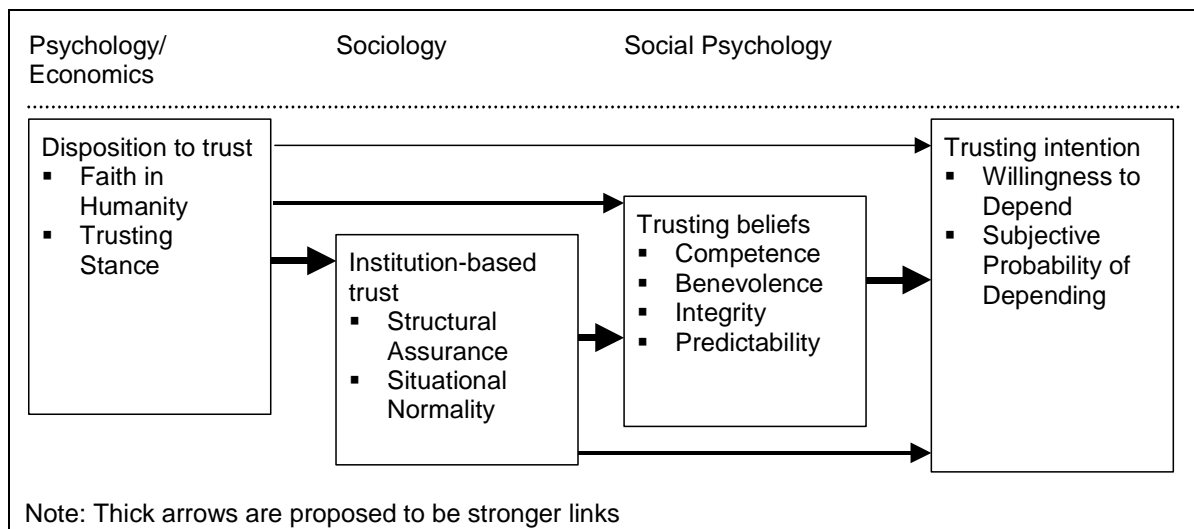 Psychology/
Economics
Sociology
Social Psychology
Disposition to trust
▪ Faith in
Humanity
▪ Trusting
Stance
Institution-based
trust
▪ Structural
Assurance
▪ Situational
Normality
Trusting beliefs
▪ Competence
▪ Benevolence
▪ Integrity
▪ Predictability
Trusting intention
▪ Willingness to
Depend
▪ Subjective
Probability of
Depending
Note: Thick arrows are proposed to be stronger links